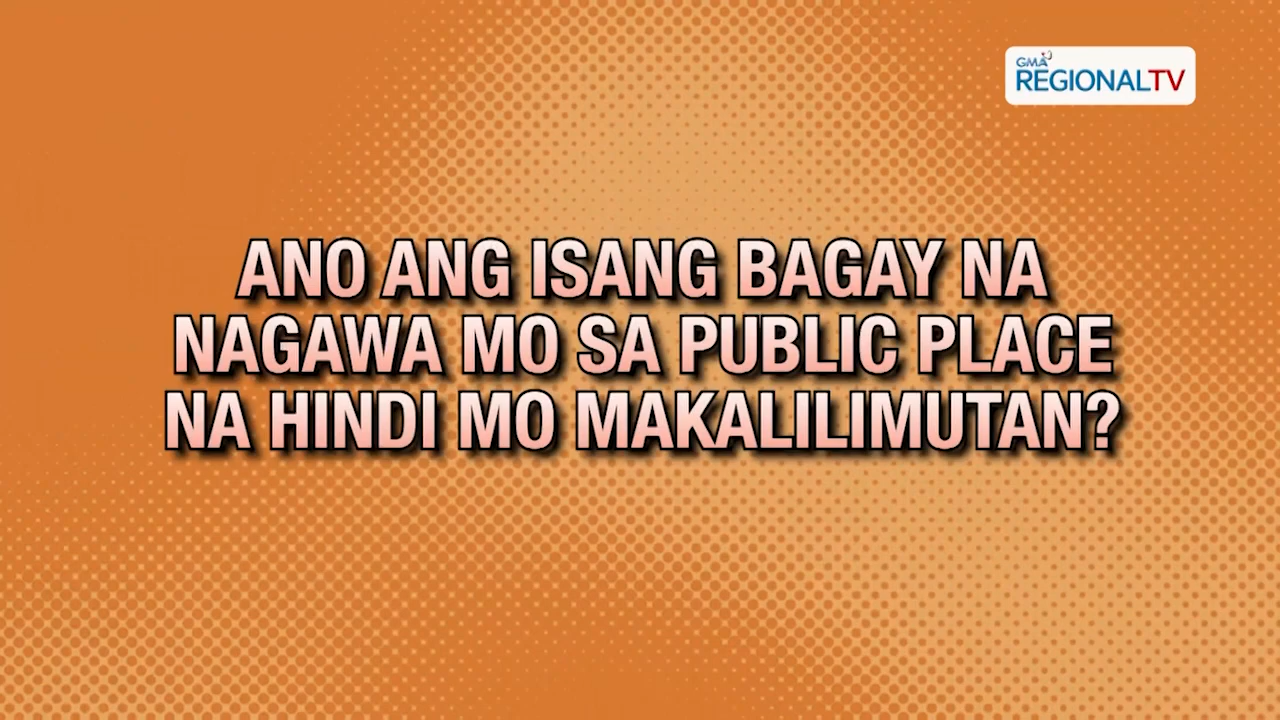 GMA
REGIONALTV
ANO ANG ISANG BAGAY NA
NAGAWA MO SA PUBLIC PLACE
NA HINDI MO MAKALILIMUTAN?